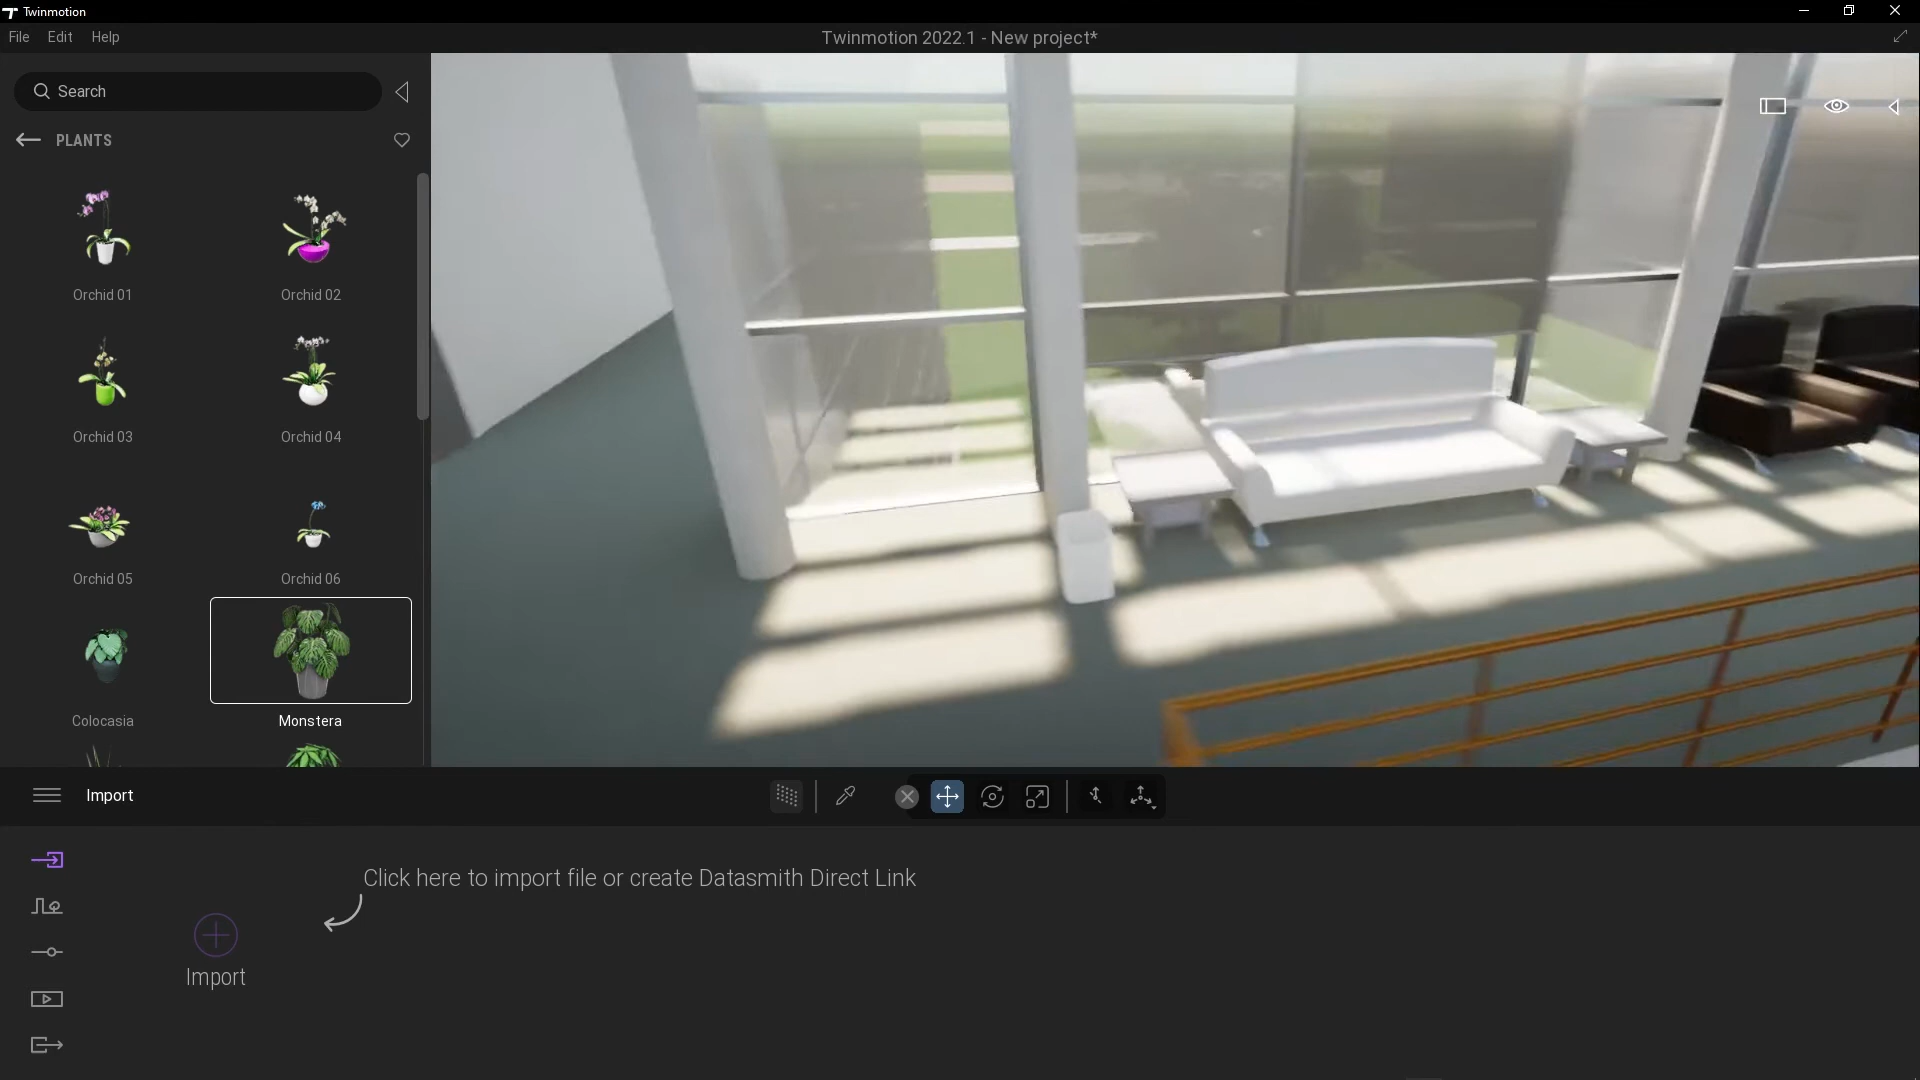 Twinmotion
File Edit Help
Twinmotion 2022.1 - New project*
Search
PLANTS
Orchid 01
Orchid 02
Orchid 03
Orchid 04
Orchid 05
Orchid 06
Colocasia
Monstera
Import
Click here to import file or create Datasmith Direct Link
Import